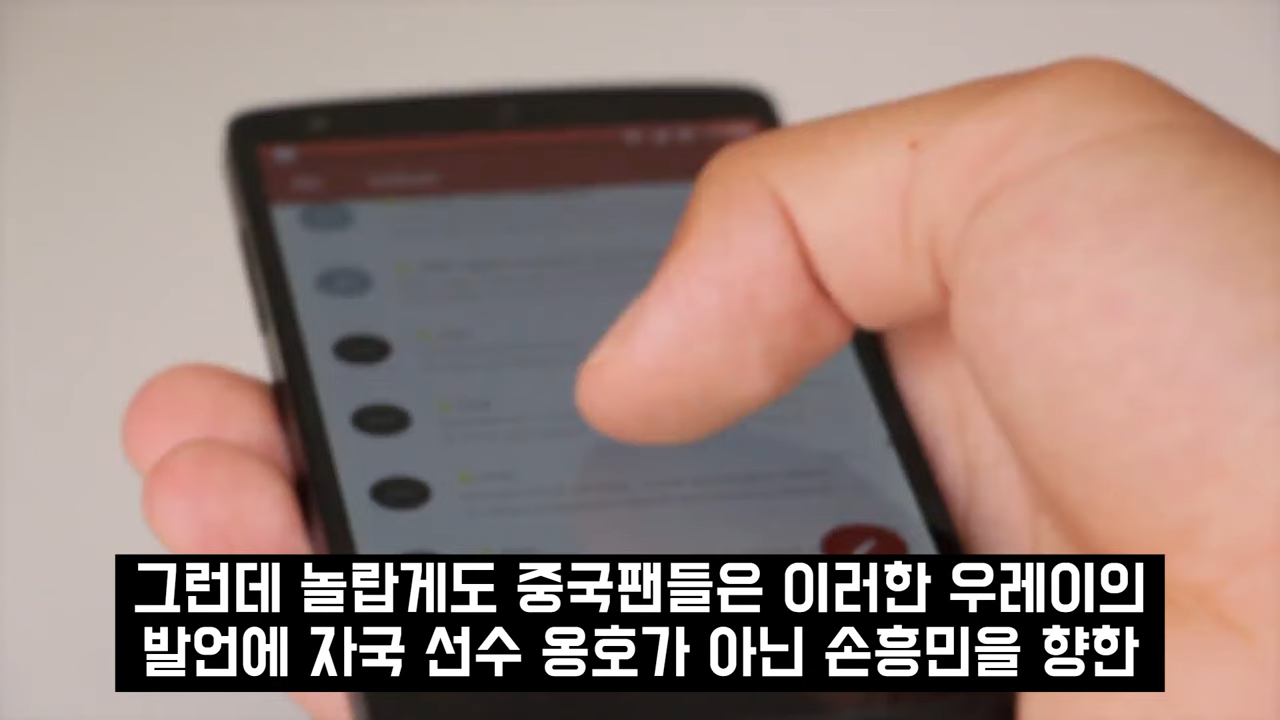 그런데 놀랍게도 중국팬들은 이러한 우레이의
발언에 자국 선수 옹호가 아닌 손흥민을 향한